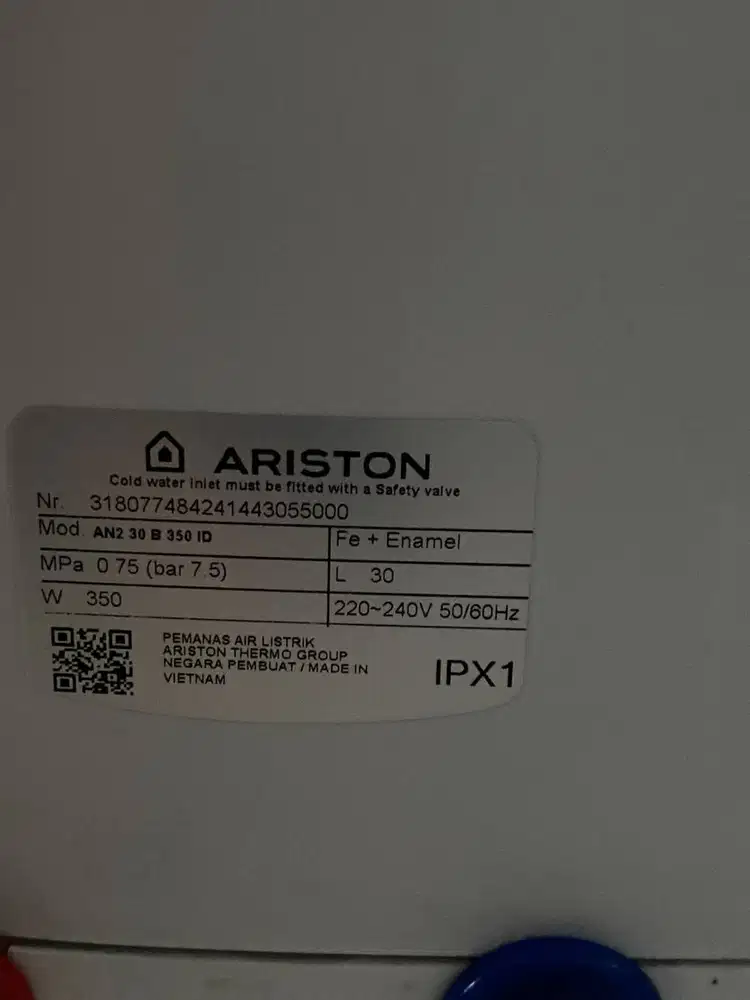 ARISTON
Cold water inlet must be fitted with a Safety valve
Nr. 318077484241443055000
Mod. AN2 30 B 350 ID
Fe + Enamel
MPa 0 75 (bar 7.5)
L 30
W 350
220~240V 50/60Hz
PEMANAS AIR LISTRIK
ARISTON THERMO GROUP
NEGARA PEMBUAT / MADE IN
VIETNAM
IPX1